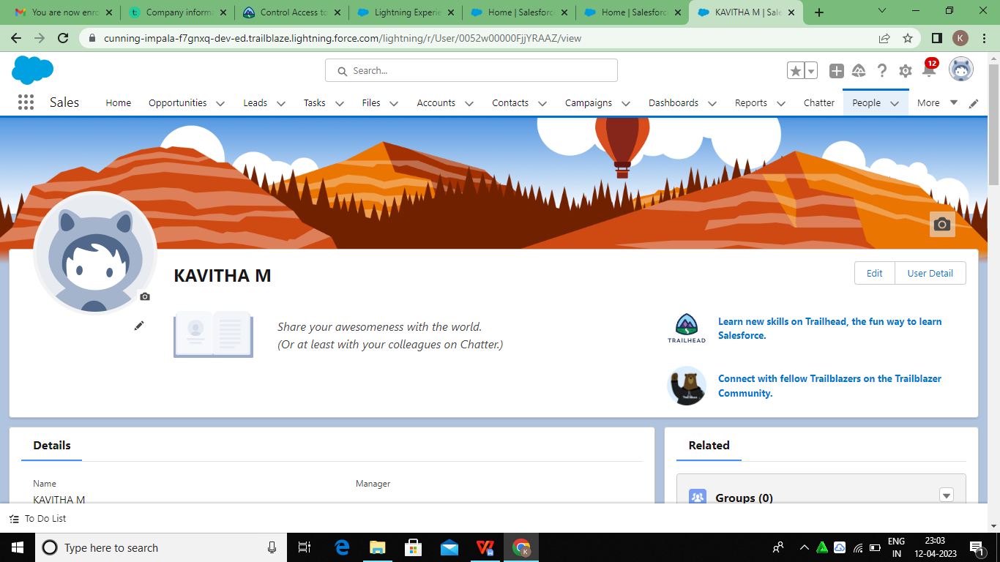 You are now enro
Company inform
Control Access to
Lightning Experie
Home | Salesforc
Home | Salesforc
KAVITHA M | Sale
cunning-impala-f7gnxq-dev-ed.trailblaze.lightning.force.com/lightning/r/User/0052w00000FjjYRAAZ/view
K
Search...
12
Sales
Home
Opportunities
Leads
Tasks
Files
Accounts
Contacts
Campaigns
Dashboards
Reports
Chatter
People
More
KAVITHA M
Edit
User Detail
Share your awesomeness with the world.
(Or at least with your colleagues on Chatter.)
TRAILHEAD
Learn new skills on Trailhead, the fun way to learn
Salesforce.
Connect with fellow Trailblazers on the Trailblazer
Community.
Details
Related
Name
Manager
KAVITHA M
Groups (0)
To Do List
Type here to search
K
ENG
IN
23:03
12-04-2023
1